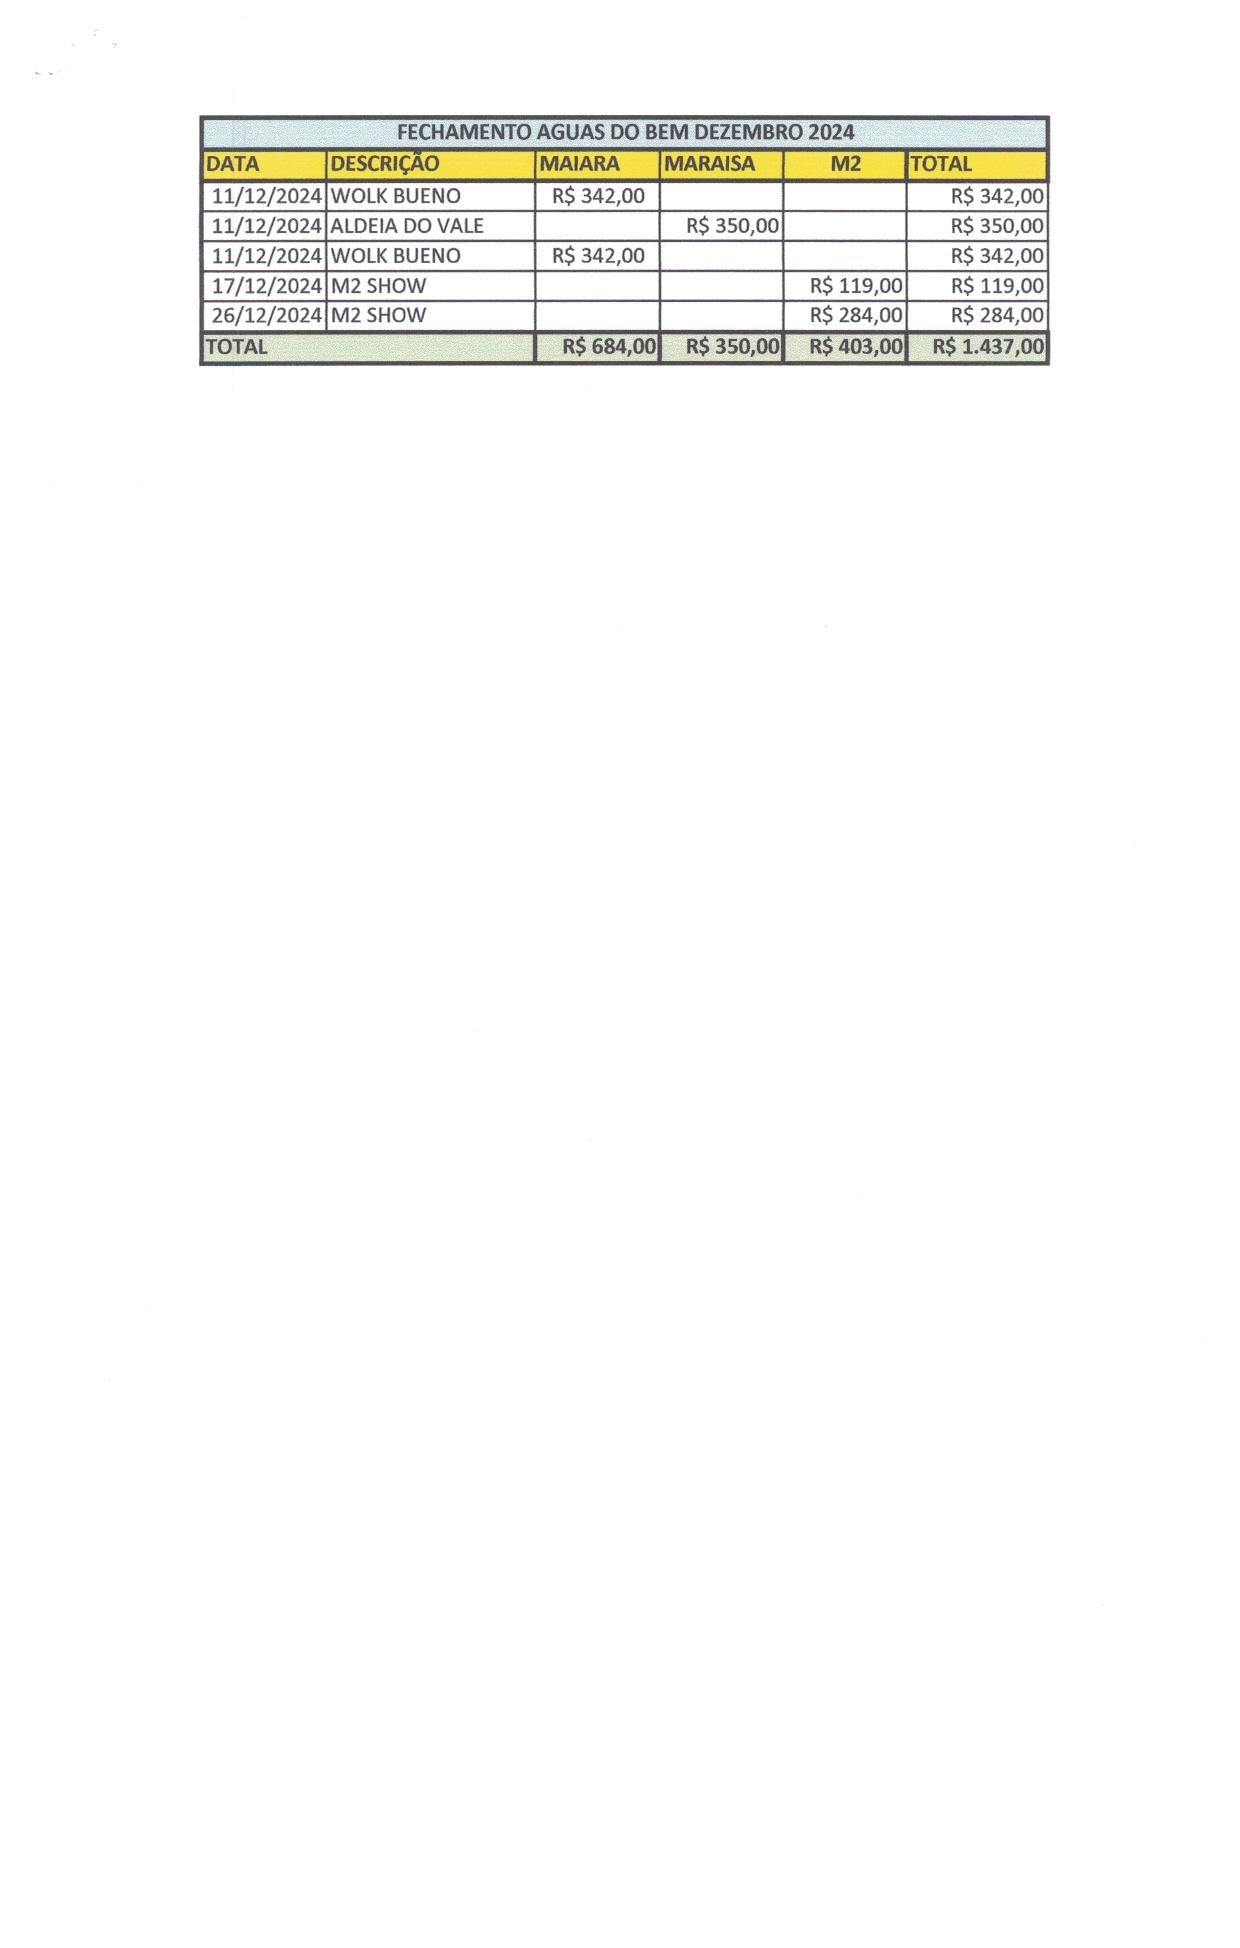 FECHAMENTO AGUAS DO BEM DEZEMBRO 2024
DATA DESCRIÇÃO MAIARA MARAISA M2 TOTAL
11/12/2024 WOLK BUENO R$ 342,00 R$ 342,00
11/12/2024 ALDEIA DO VALE R$ 350,00 R$ 350,00
11/12/2024 WOLK BUENO R$ 342,00 R$ 342,00
17/12/2024 M2 SHOW R$ 119,00 R$ 119,00
26/12/2024 M2 SHOW R$ 284,00 R$ 284,00
TOTAL R$ 684,00 R$ 350,00 R$ 403,00 R$ 1.437,00